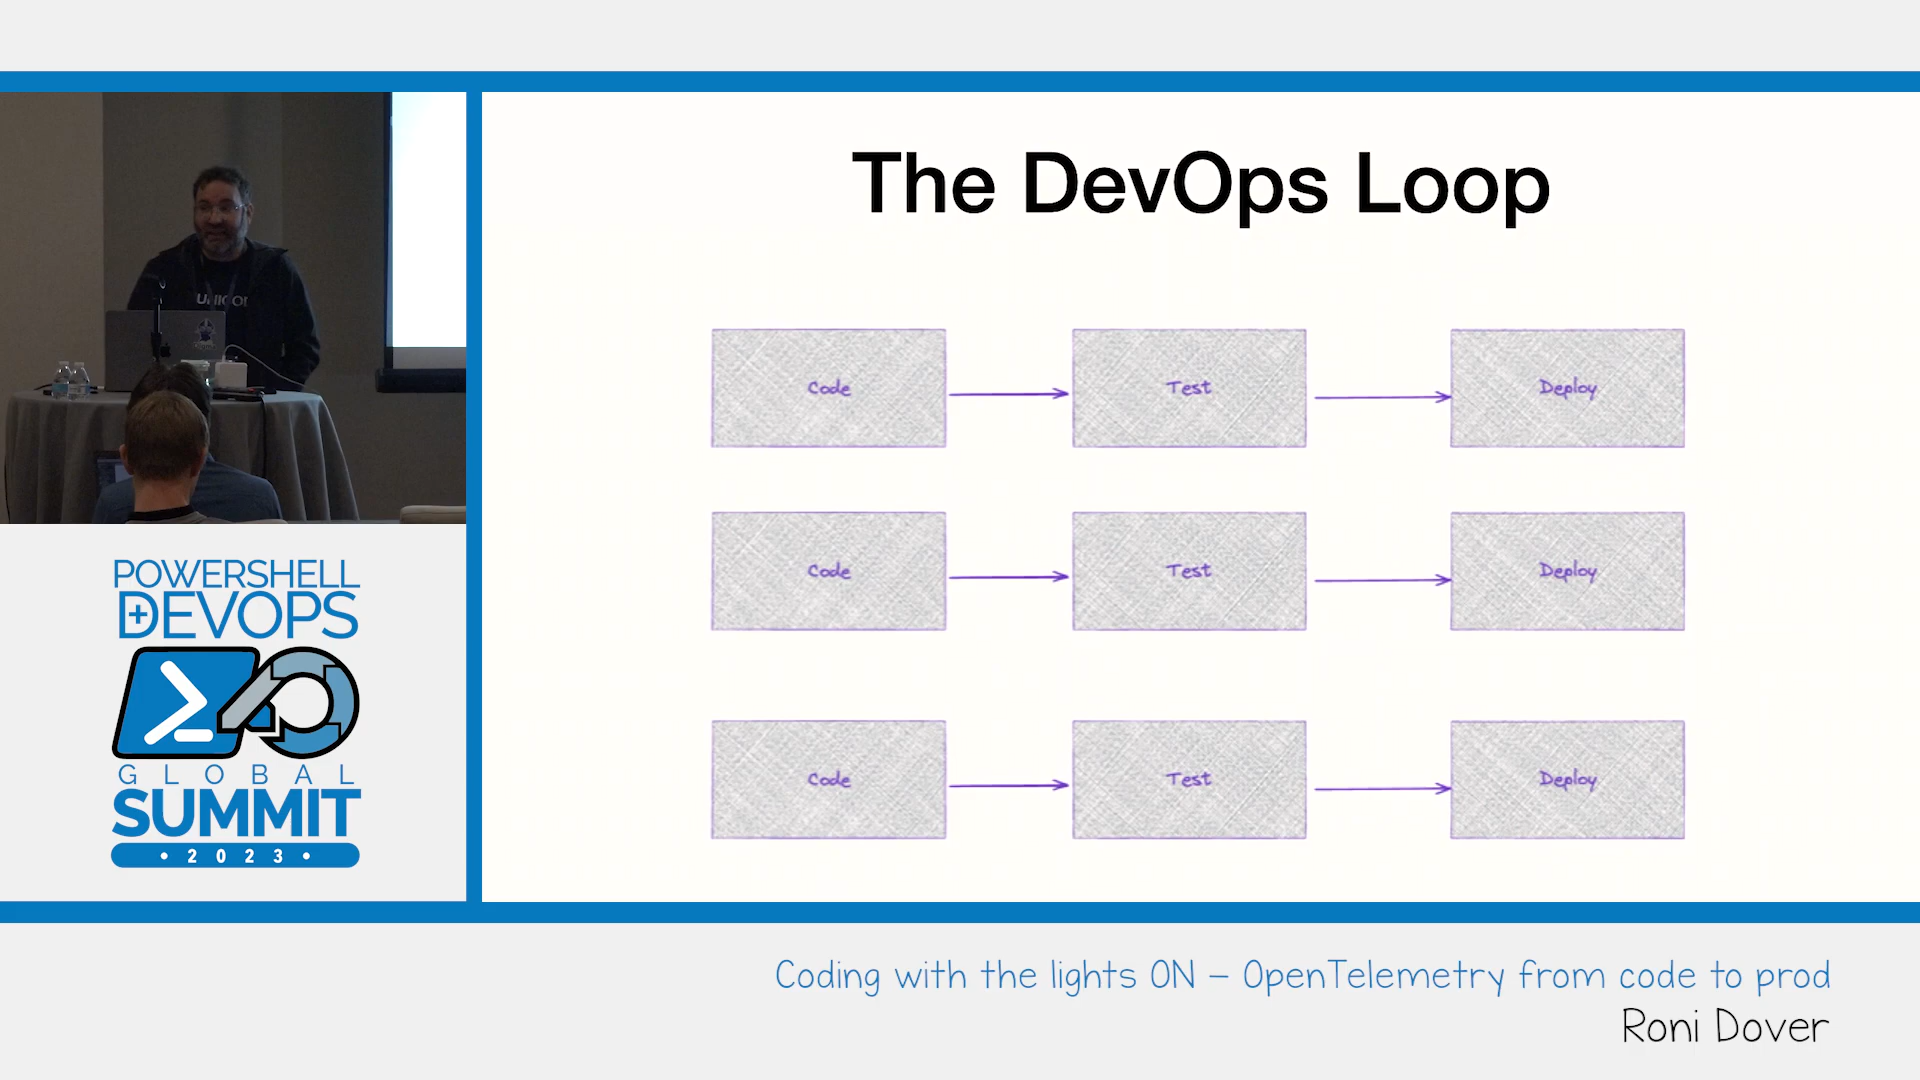 The DevOps Loop
Code
Test
Deploy
Code
Test
Deploy
Code
Test
Deploy
POWERSHELL
+DEVOPS
GLOBAL
SUMMIT
• 2023 •
Coding with the lights ON – OpenTelemetry from code to prod
Roni Dover